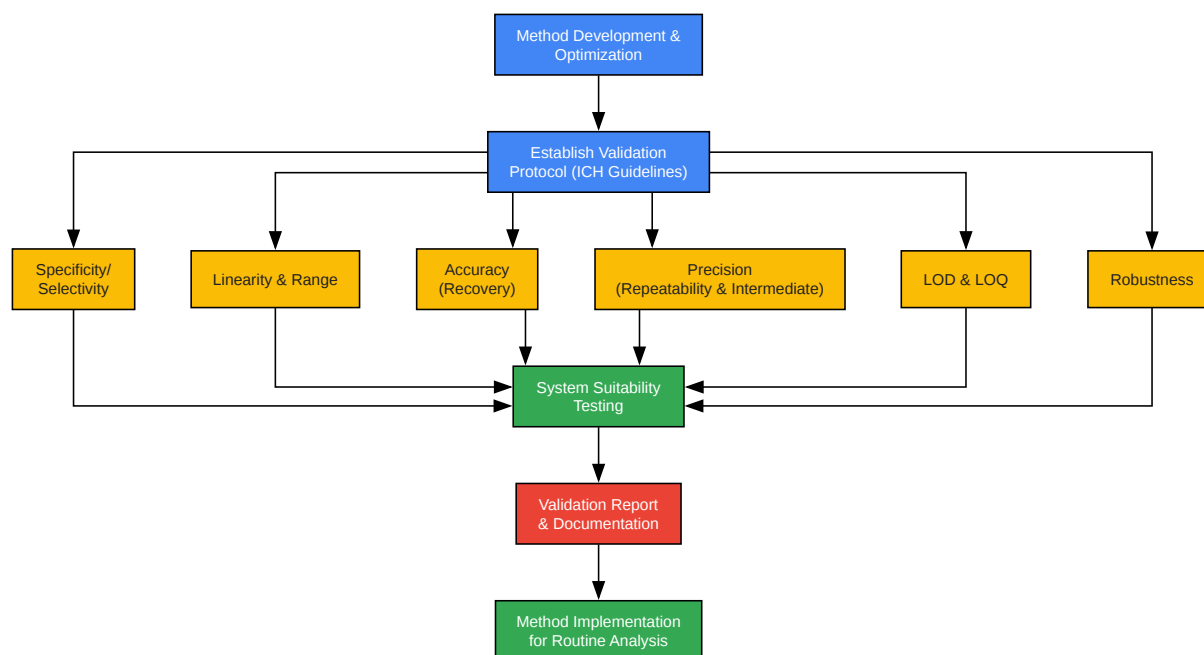 Method Development &
Optimization
Establish Validation
Protocol (ICH Guidelines)
Specificity/
Selectivity
Linearity & Range
Accuracy
(Recovery)
Precision
(Repeatability & Intermediate)
LOD & LOQ
Robustness
System Suitability
Testing
Validation Report
& Documentation
Method Implementation
for Routine Analysis